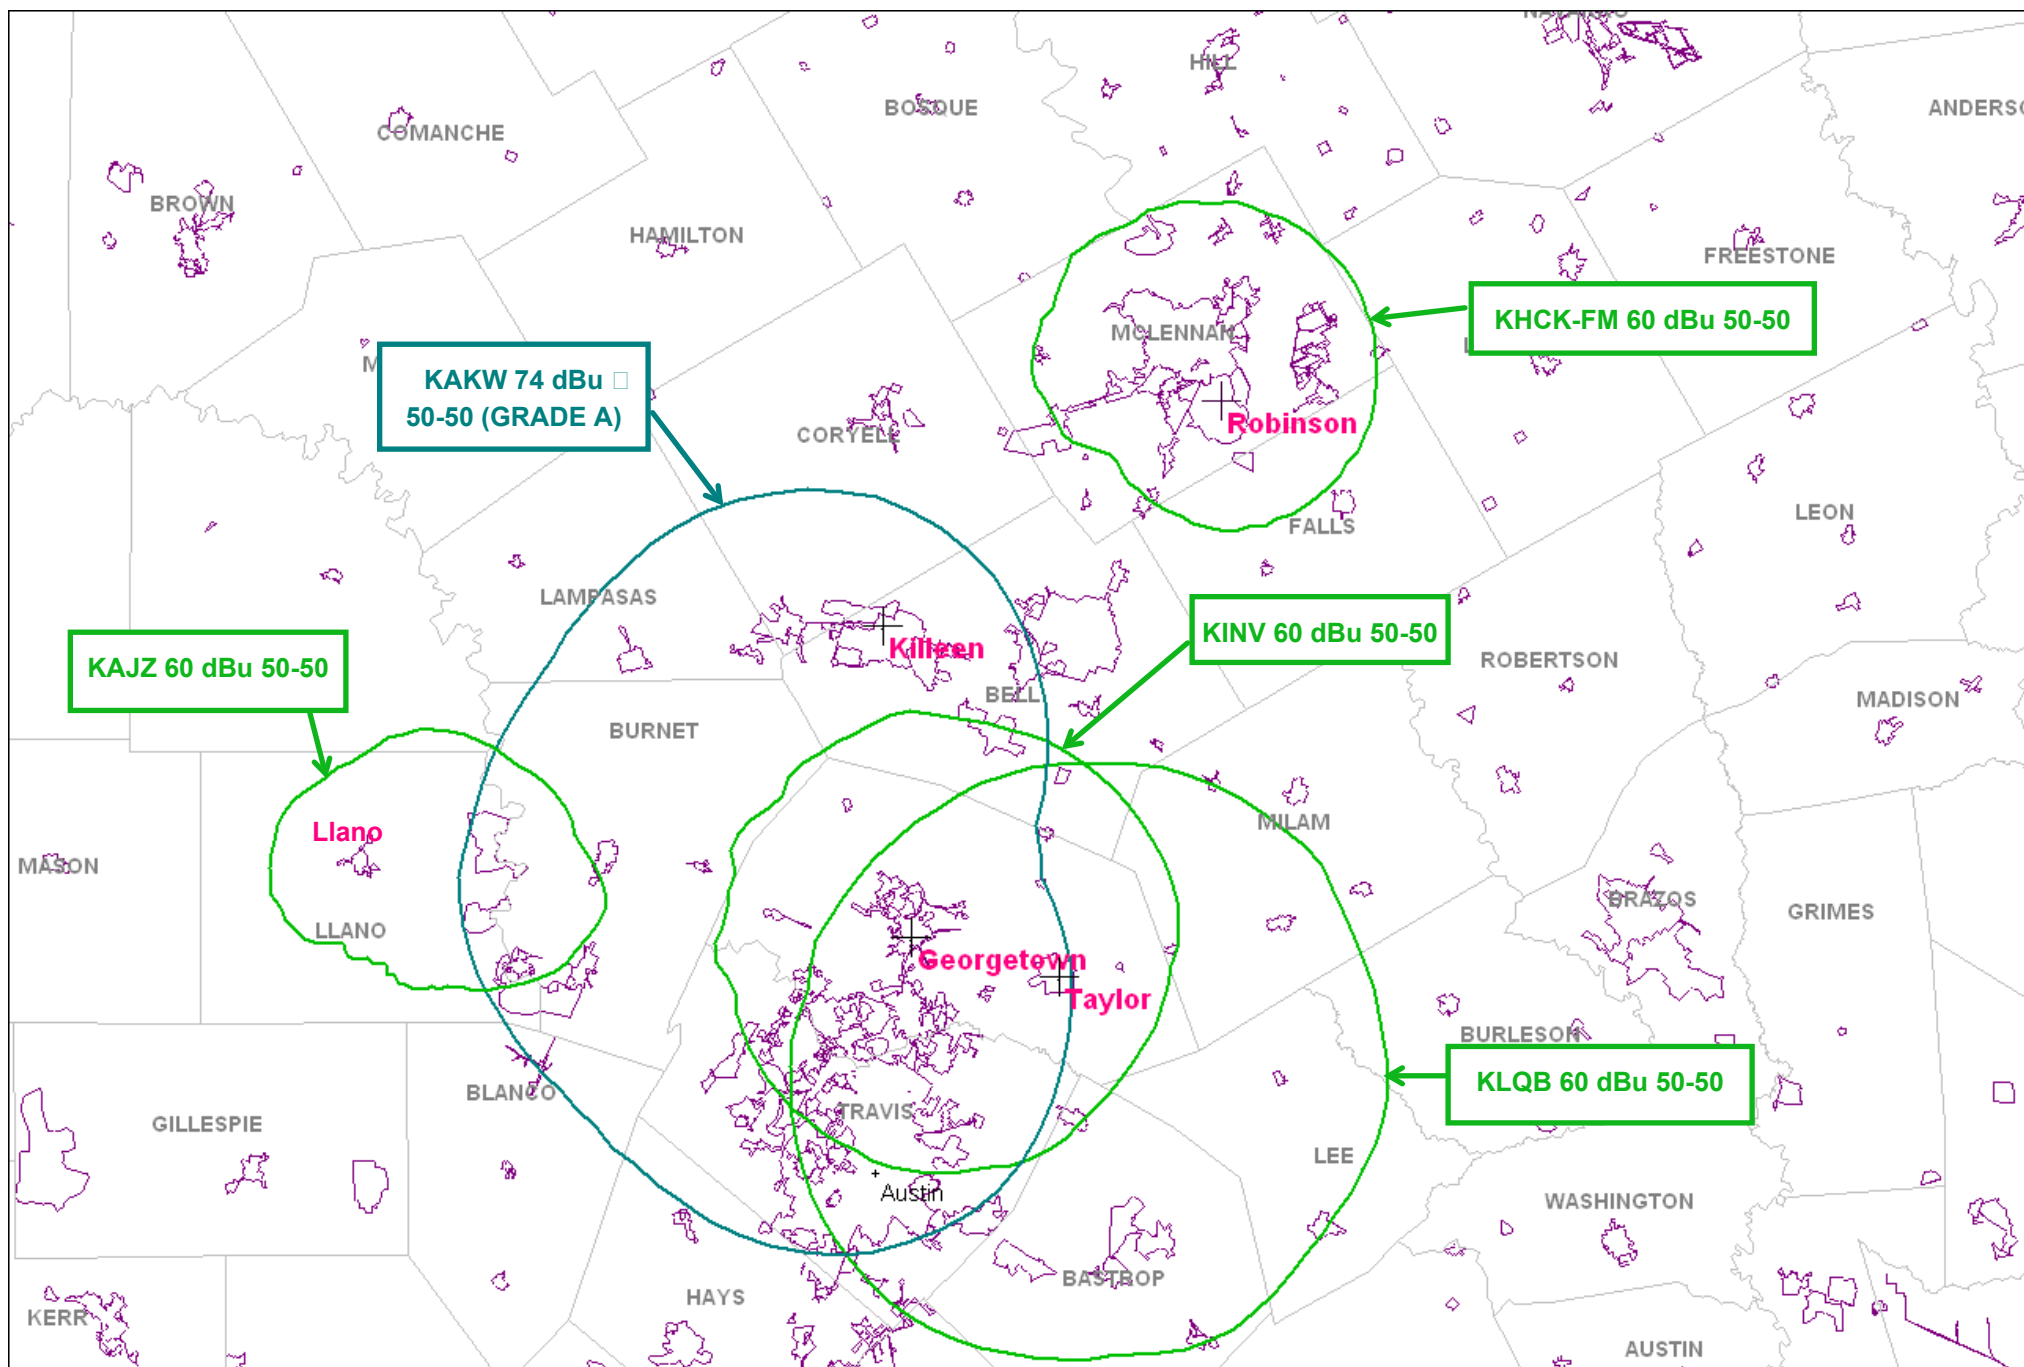 HILL
BOSQUE
ANDERSO
COMANCHE
BROWN
HAMILTON
FREESTONE
KHCK-FM 60 dBu 50-50
MCLENNAN
M
L
KAKW 74 dBu □
50-50 (GRADE A)
Robinson
CORYELL
LEON
FALLS
LAMPASAS
KINV 60 dBu 50-50
Killeen
ROBERTSON
KAJZ 60 dBu 50-50
BELL
MADISON
BURNET
MILAM
Llano
MASON
BRAZOS
GRIMES
LLANO
Georgetown
Taylor
BURLESON
KLQB 60 dBu 50-50
BLANCO
TRAVIS
GILLESPIE
LEE
Austin
WASHINGTON
BASTROP
HAYS
KERR
AUSTIN